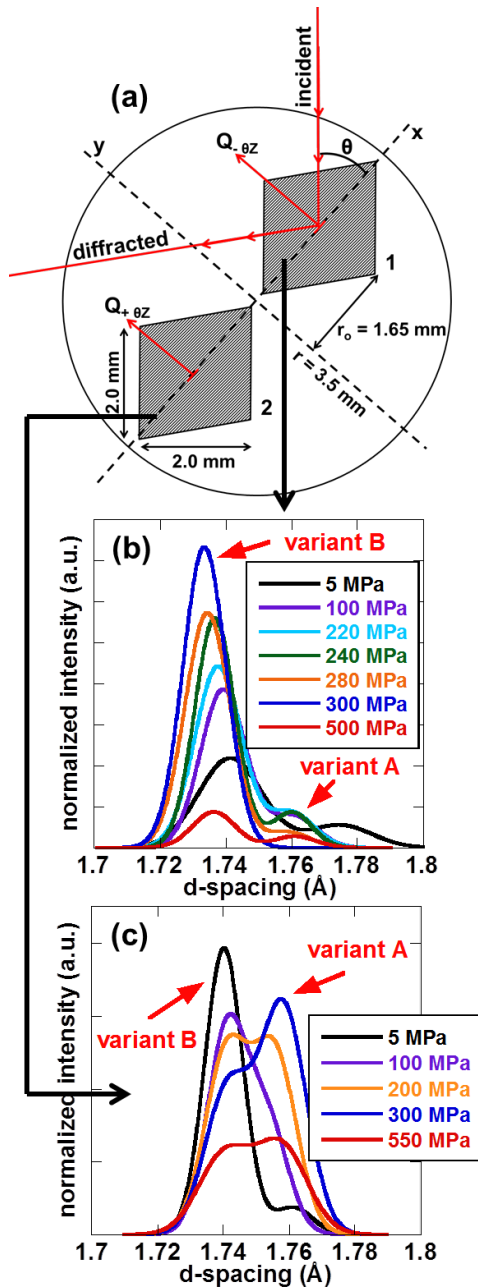 (a)
incident
y
x
θ
Q- θZ
diffracted
1
Q+ θZ
r₀ = 1.65 mm
r = 3.5 mm
2.0 mm
2
2.0 mm
(b)
variant B
5 MPa
100 MPa
220 MPa
240 MPa
280 MPa
300 MPa
500 MPa
variant A
normalized intensity (a.u.)
1.7 1.72 1.74 1.76 1.78 1.8
d-spacing (Å)
(c)
variant A
variant B
5 MPa
100 MPa
200 MPa
300 MPa
550 MPa
normalized intensity (a.u.)
1.7 1.72 1.74 1.76 1.78 1.8
d-spacing (Å)